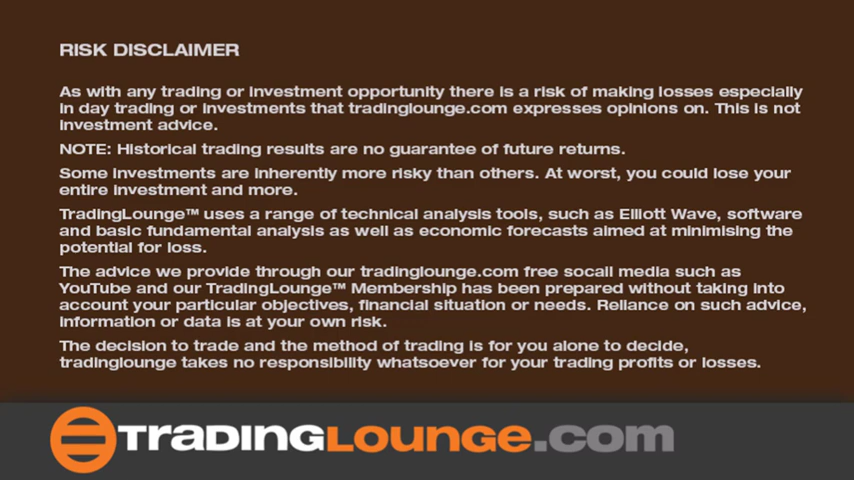 RISK DISCLAIMER
As with any trading or investment opportunity there is a risk of making losses especially
in day trading or investments that tradinglounge.com expresses opinions on. This is not
investment advice.
NOTE: Historical trading results are no guarantee of future returns.
Some investments are inherently more risky than others. At worst, you could lose your
entire investment and more.
TradingLounge™ uses a range of technical analysis tools, such as Elliott Wave, software
and basic fundamental analysis as well as economic forecasts aimed at minimising the
potential for loss.
The advice we provide through our tradinglounge.com free socail media such as
YouTube and our TradingLounge™ Membership has been prepared without taking into
account your particular objectives, financial situation or needs. Reliance on such advice,
information or data is at your own risk.
The decision to trade and the method of trading is for you alone to decide,
tradinglounge takes no responsibility whatsoever for your trading profits or losses.
TRADINGLOUNGE.COM